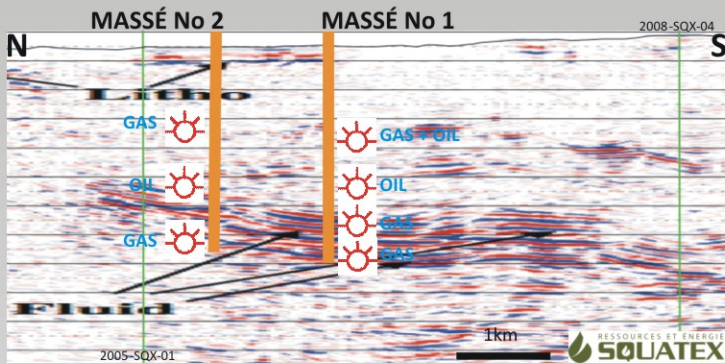 MASSÉ No 2
MASSÉ No 1
2008-SQX-04
N
S
Litho
GAS
GAS + OIL
OIL
OIL
GAS
GAS
GAS
Fluid
1km
2005-SQX-01
RESSOURCES ET ÉNERGIE
SQUATEX